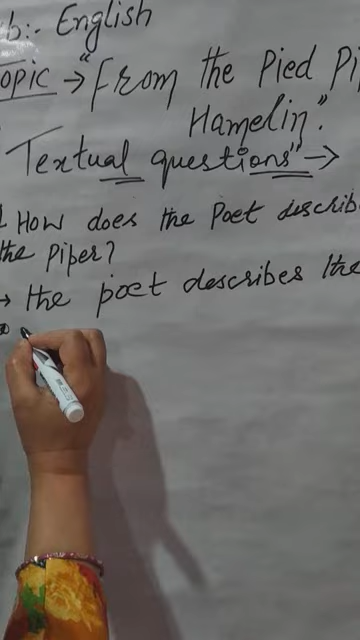 b:- English
opic → "From the Pied Pi
Hamelin".
"Textual questions" →
How does the Poet describ
the Piper?
→ the poet describes the